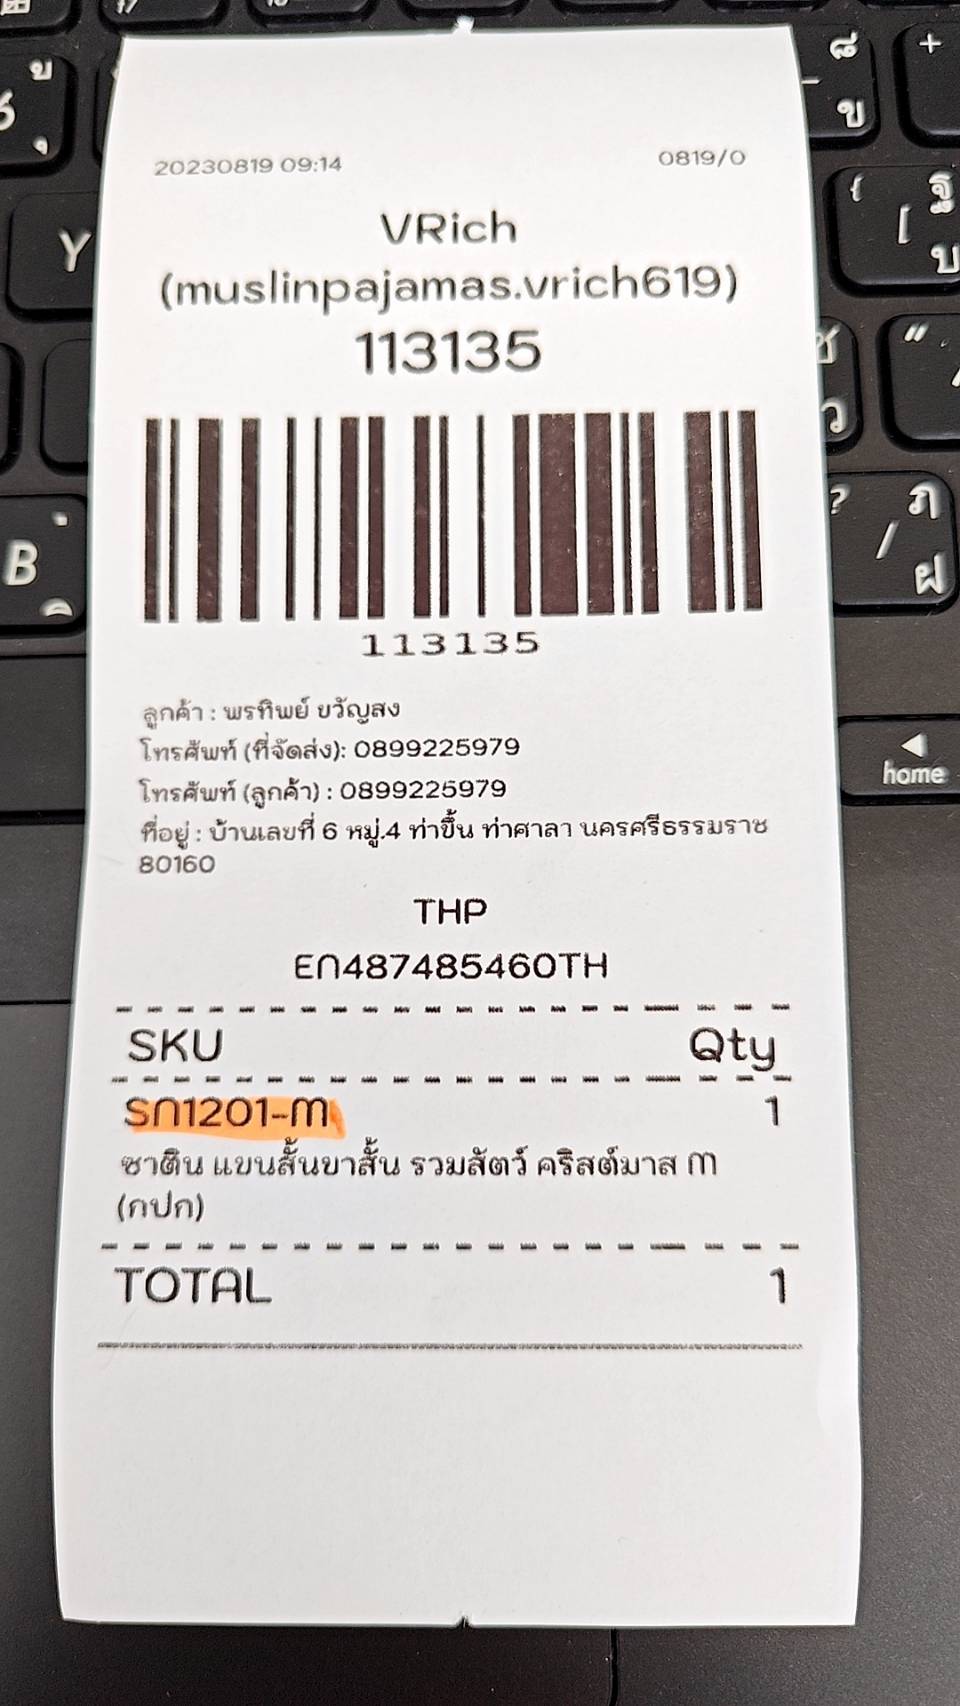 20230819 09:14 0819/0
VRich
(muslinpajamas.vrich619)
113135
113135
ลูกค้า : พรทิพย์ ขวัญสง
โทรศัพท์ (ที่จัดส่ง): 0899225979
โทรศัพท์ (ลูกค้า) : 0899225979
ที่อยู่ : บ้านเลขที่ 6 หมู่.4 ท่าขึ้น ท่าศาลา นครศรีธรรมราช
80160
THP
EN487485460TH
SKU Qty
SN1201-M 1
ซาติน แขนสั้นขาสั้น รวมสัตว์ คริสต์มาส M
(กปก)
TOTAL 1
Y
B
+
ข
{
[
ฐ
บ
?
/
ภ
ฝ
home